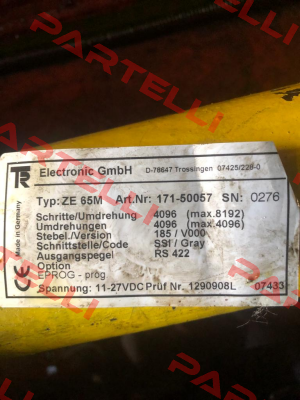 PARTELLI
TR Electronic GmbH D-78647 Trossingen 07425/228-0
Made in Germany
Typ: ZE 65M Art.Nr: 171-50057 SN: 0276
Schritte/Umdrehung 4096 (max.8192)
Umdrehungen 4096 (max.4096)
Stebel./Version 185 / V000
Schnittstelle/Code SSI / Gray
Ausgangspegel RS 422
Option
EPROG - prog
Spannung: 11-27VDC Prüf Nr. 1290908L 07433
CE
PARTELLI
PARTELLI